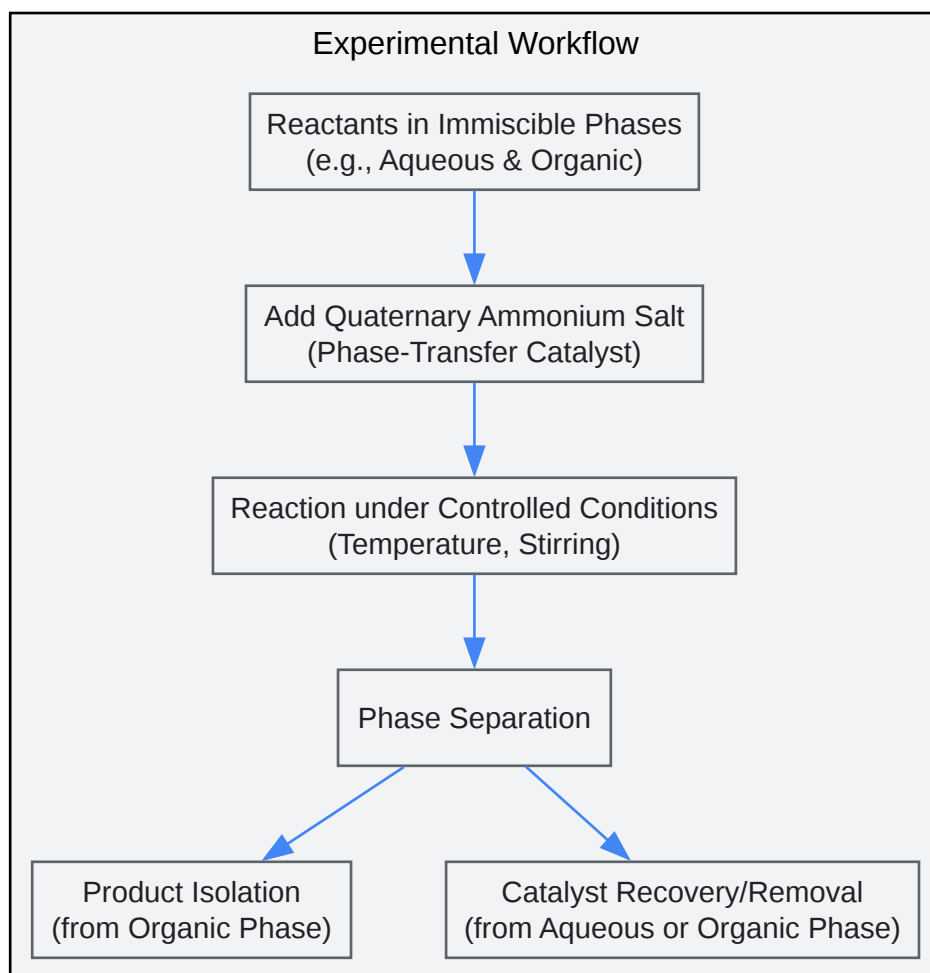 Experimental Workflow
Reactants in Immiscible Phases
(e.g., Aqueous & Organic)
Add Quaternary Ammonium Salt
(Phase-Transfer Catalyst)
Reaction under Controlled Conditions
(Temperature, Stirring)
Phase Separation
Product Isolation
(from Organic Phase)
Catalyst Recovery/Removal
(from Aqueous or Organic Phase)